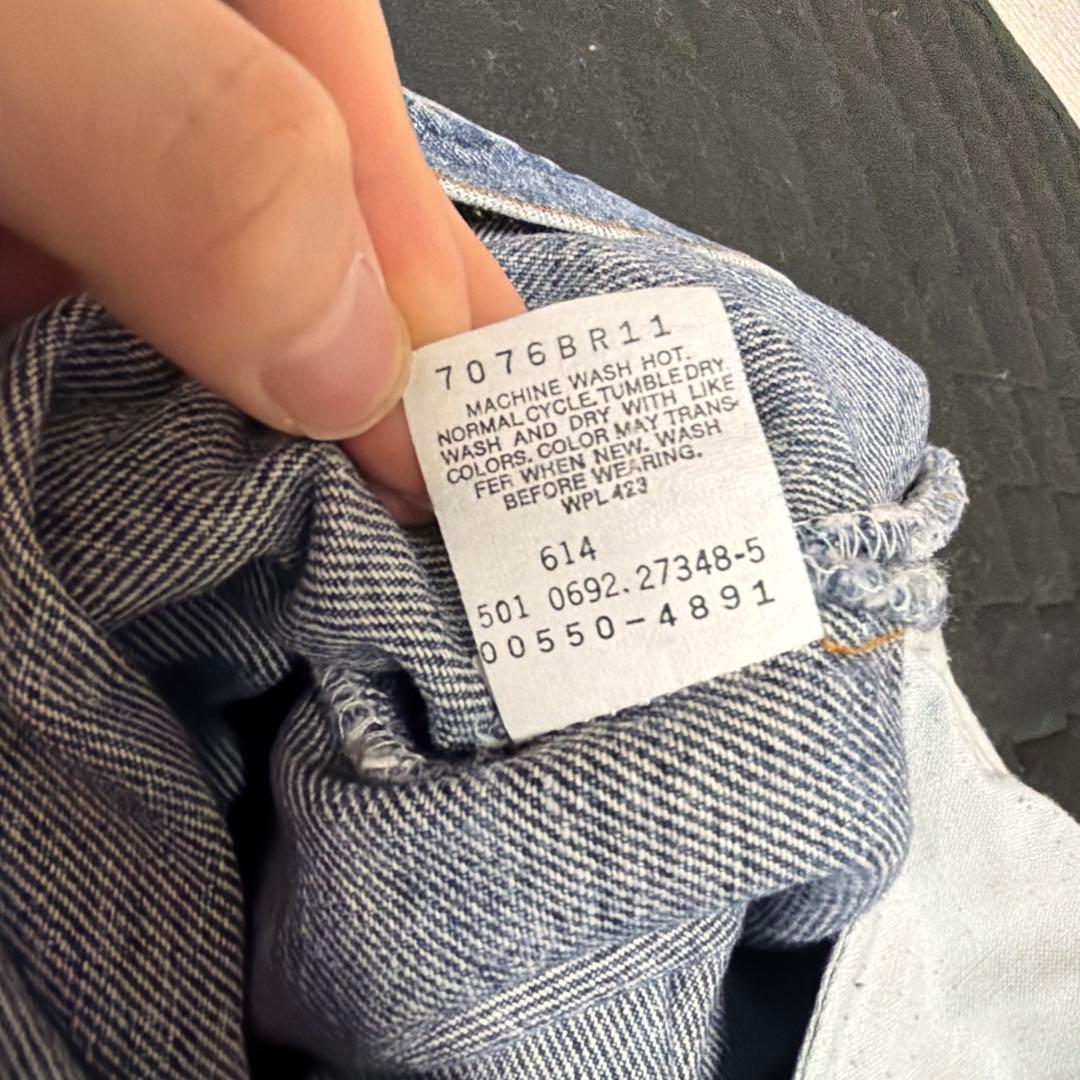 7076BR11
MACHINE WASH HOT.
NORMAL CYCLE. TUMBLE DRY
WASH AND DRY WITH LIKE
COLORS. COLOR MAY TRANS-
FER WHEN NEW. WASH
BEFORE WEARING.
WPL 423
614
501 0692.27348-5
00550-4891